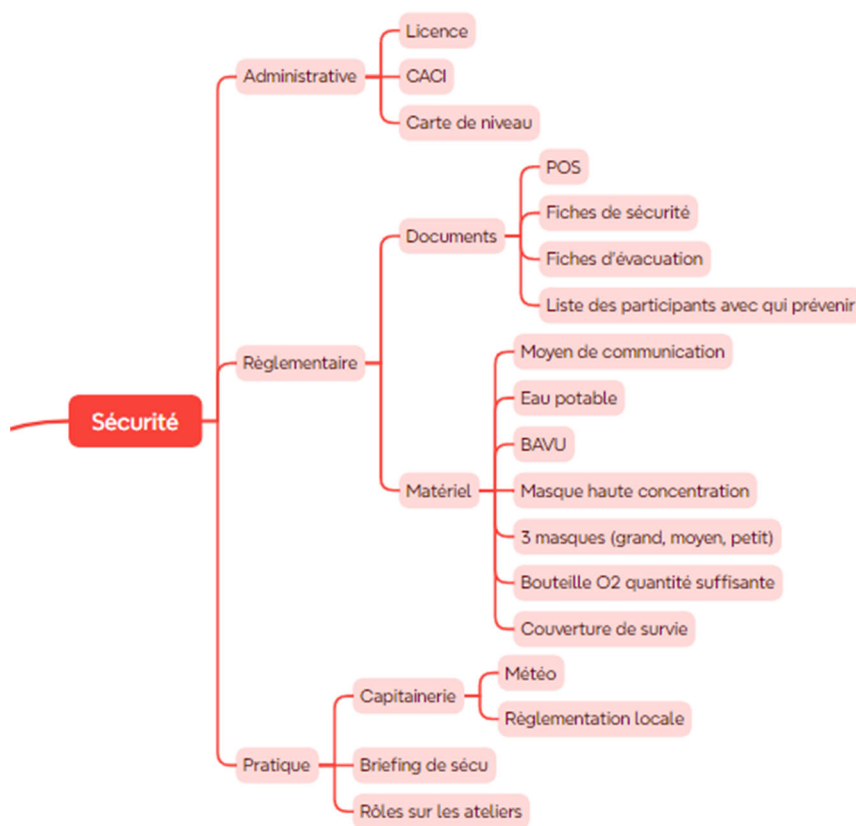 Licence
Administrative
CACI
Carte de niveau
POS
Fiches de sécurité
Documents
Fiches d'évacuation
Liste des participants avec qui prévenir
Moyen de communication
Règlementaire
Eau potable
Sécurité
BAVU
Matériel
Masque haute concentration
3 masques (grand, moyen, petit)
Bouteille O2 quantité suffisante
Couverture de survie
Météo
Capitainerie
Règlementation locale
Pratique
Briefing de sécu
Rôles sur les ateliers